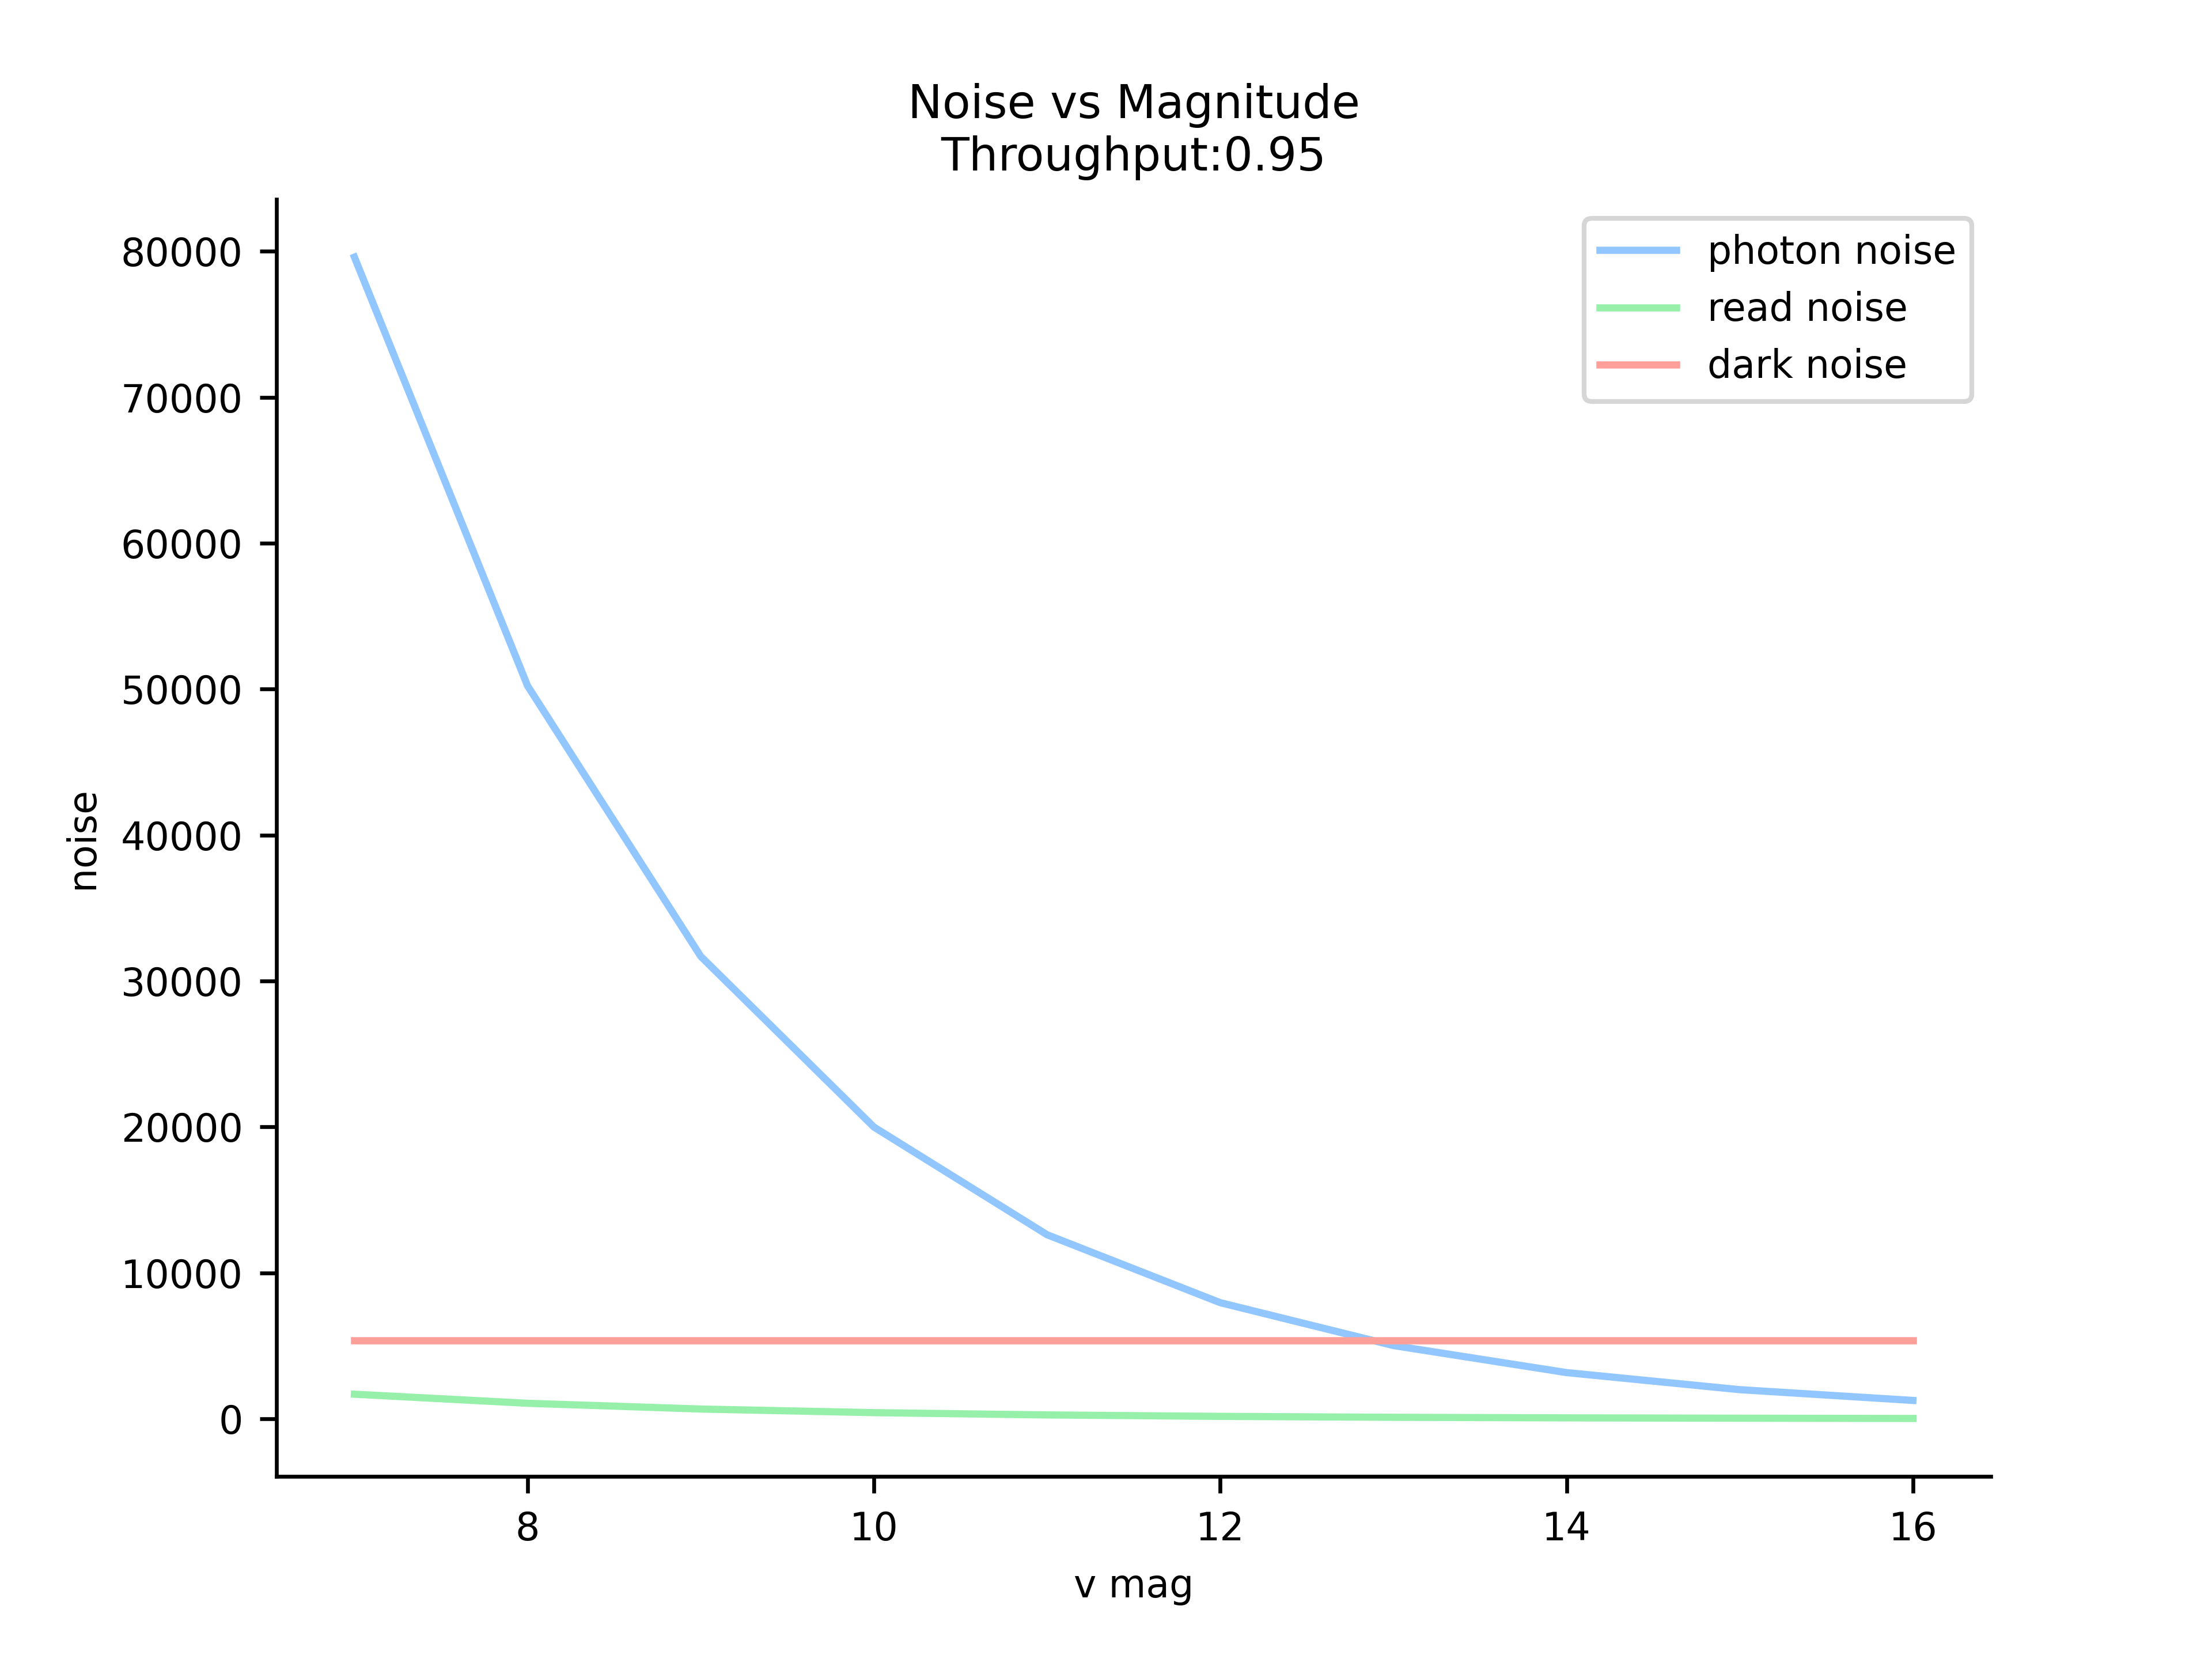 Noise vs Magnitude
Throughput:0.95
photon noise
read noise
dark noise
80000
70000
60000
50000
40000
30000
20000
10000
0
noise
8
10
12
14
16
v mag